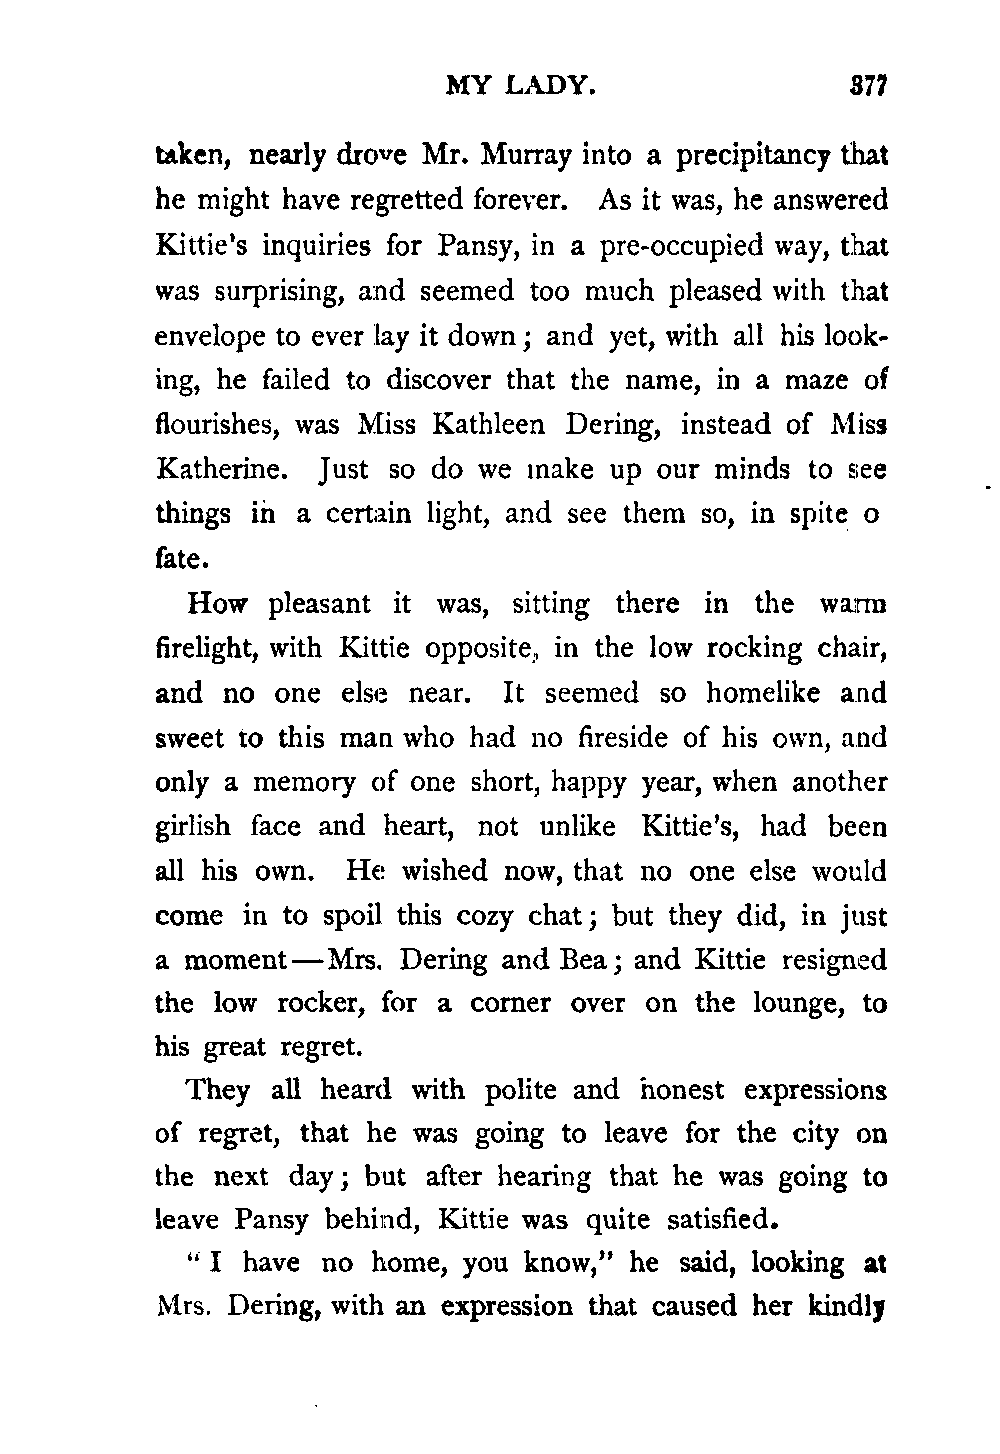 MY LADY. 377
taken, nearly drove Mr. Murray into a precipitancy that
he might have regretted forever. As it was, he answered
Kittie's inquiries for Pansy, in a pre-occupied way, that
was surprising, and seemed too much pleased with that
envelope to ever lay it down; and yet, with all his look-
ing, he failed to discover that the name, in a maze of
flourishes, was Miss Kathleen Dering, instead of Miss
Katherine. Just so do we make up our minds to see
things in a certain light, and see them so, in spite o
fate.
How pleasant it was, sitting there in the warm
firelight, with Kittie opposite, in the low rocking chair,
and no one else near. It seemed so homelike and
sweet to this man who had no fireside of his own, and
only a memory of one short, happy year, when another
girlish face and heart, not unlike Kittie's, had been
all his own. He wished now, that no one else would
come in to spoil this cozy chat; but they did, in just
a moment—Mrs. Dering and Bea; and Kittie resigned
the low rocker, for a corner over on the lounge, to
his great regret.
They all heard with polite and honest expressions
of regret, that he was going to leave for the city on
the next day; but after hearing that he was going to
leave Pansy behind, Kittie was quite satisfied.
"I have no home, you know," he said, looking at
Mrs. Dering, with an expression that caused her kindly